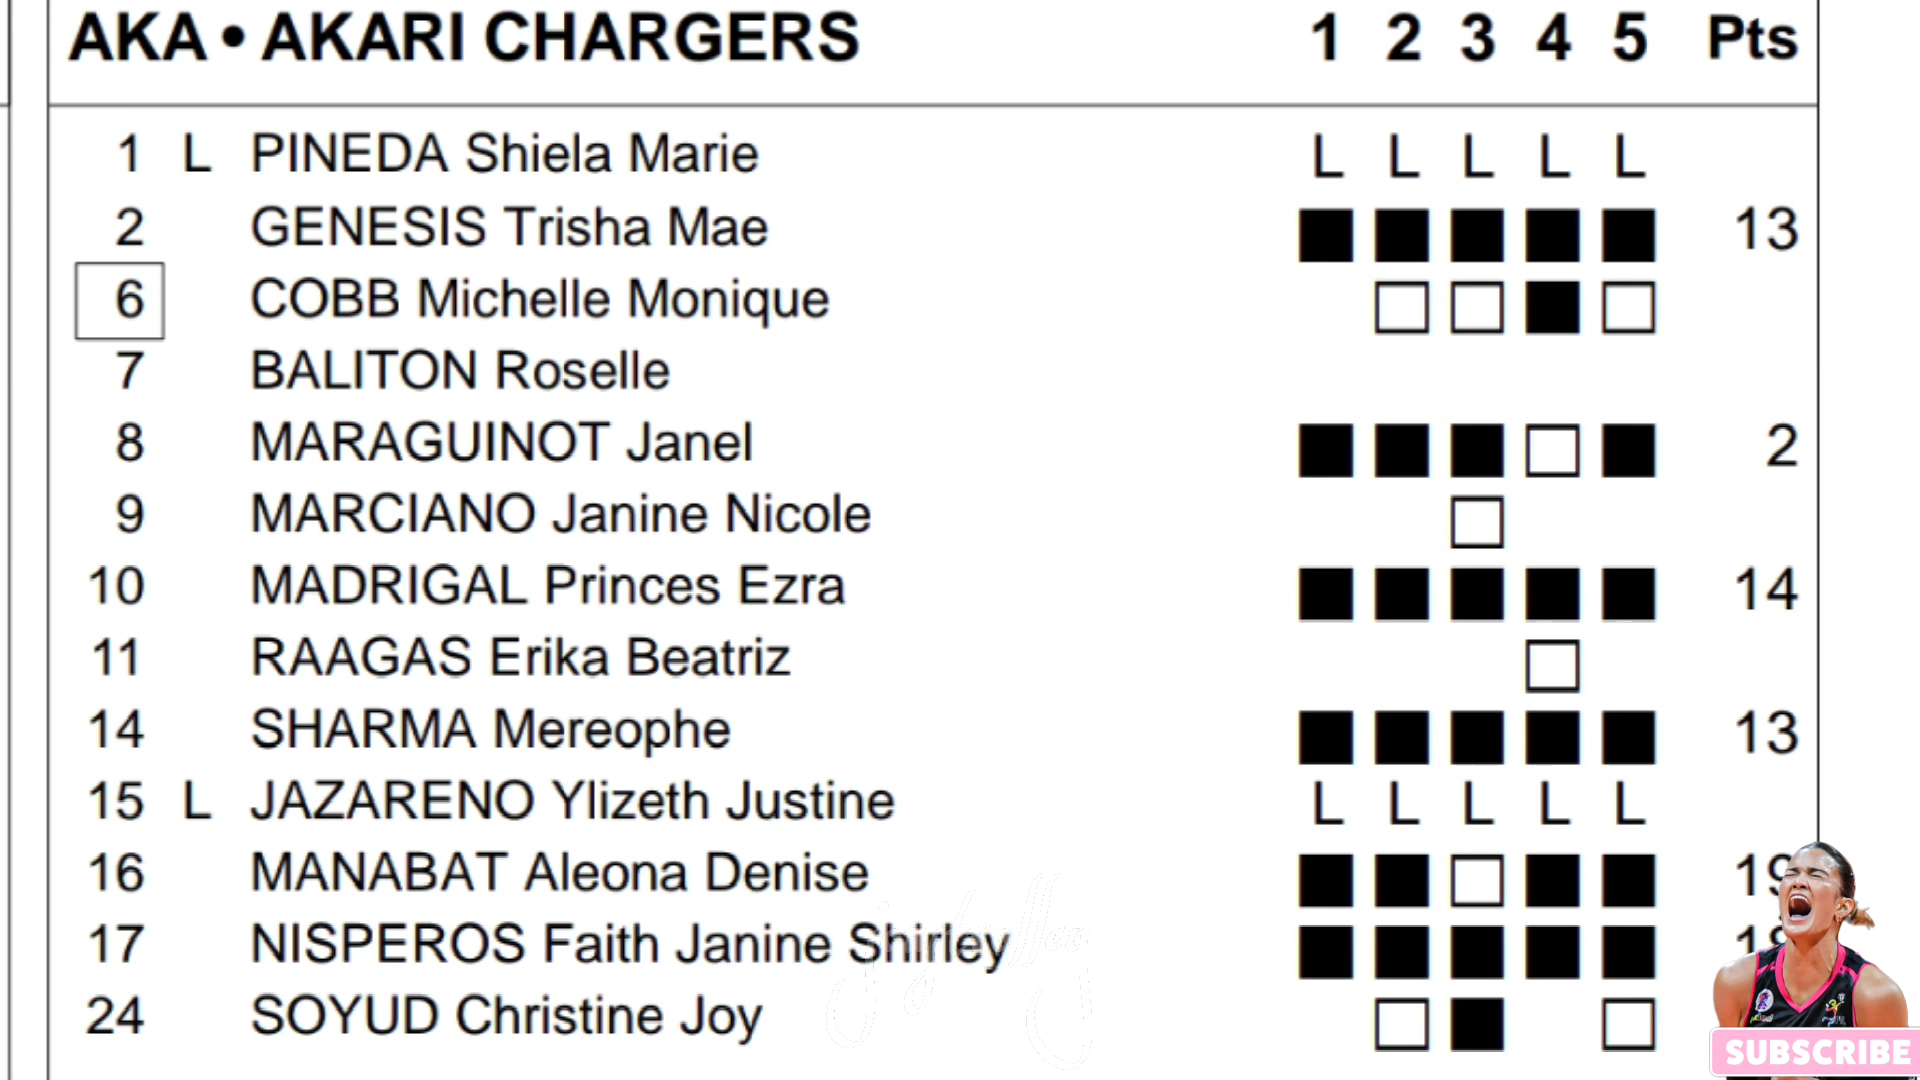 AKA • AKARI CHARGERS 1 2 3 4 5 Pts
1 L PINEDA Shiela Marie L L L L L
2 GENESIS Trisha Mae 13
6 COBB Michelle Monique
7 BALITON Roselle
8 MARAGUINOT Janel 2
9 MARCIANO Janine Nicole
10 MADRIGAL Princes Ezra 14
11 RAAGAS Erika Beatriz
14 SHARMA Mereophe 13
15 L JAZARENO Ylizeth Justine L L L L L
16 MANABAT Aleona Denise 19
17 NISPEROS Faith Janine Shirley
24 SOYUD Christine Joy
SUBSCRIBE